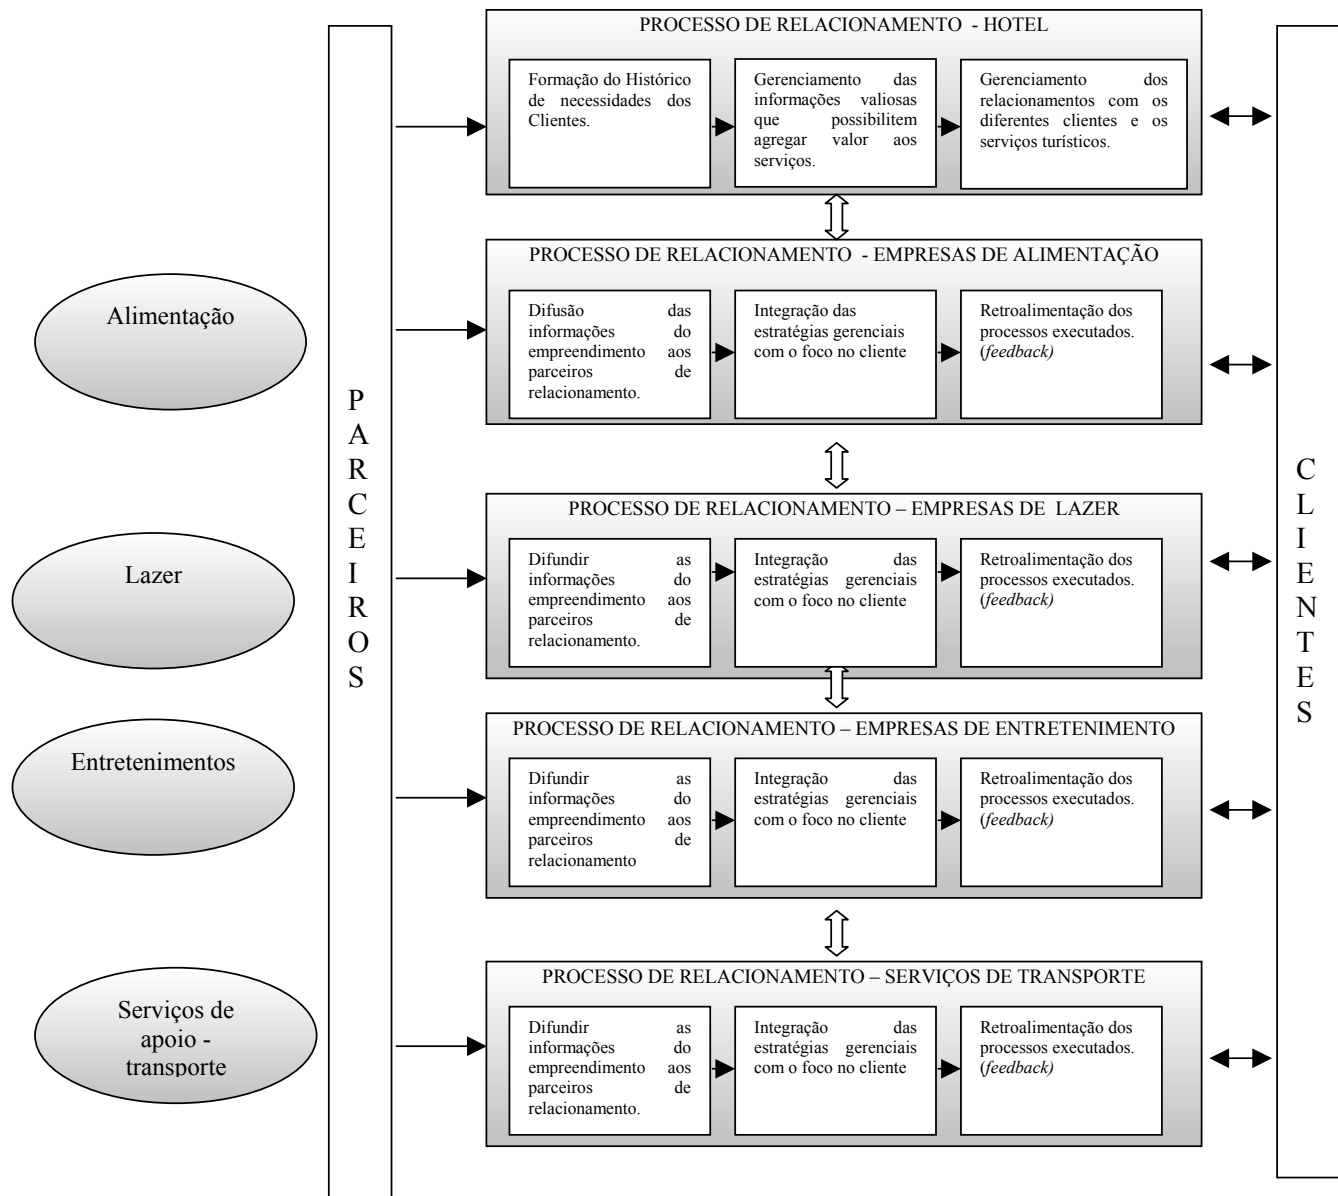 PROCESSO DE RELACIONAMENTO - HOTEL
Formação do Histórico
de necessidades dos
Clientes.
Gerenciamento das
informações valiosas
que possibilitem
agregar valor aos
serviços.
Gerenciamento dos
relacionamentos com os
diferentes clientes e os
serviços turísticos.
PROCESSO DE RELACIONAMENTO - EMPRESAS DE ALIMENTAÇÃO
Difusão das
informações do
empreendimento aos
parceiros de
relacionamento.
Integração das
estratégias gerenciais
com o foco no cliente
Retroalimentação dos
processos executados.
(feedback)
PROCESSO DE RELACIONAMENTO – EMPRESAS DE LAZER
Difundir as
informações do
empreendimento aos
parceiros de
relacionamento.
Integração das
estratégias gerenciais
com o foco no cliente
Retroalimentação dos
processos executados.
(feedback)
PROCESSO DE RELACIONAMENTO – EMPRESAS DE ENTRETENIMENTO
Difundir as
informações do
empreendimento aos
parceiros de
relacionamento
Integração das
estratégias gerenciais
com o foco no cliente
Retroalimentação dos
processos executados.
(feedback)
PROCESSO DE RELACIONAMENTO – SERVIÇOS DE TRANSPORTE
Difundir as
informações do
empreendimento aos
parceiros de
relacionamento.
Integração das
estratégias gerenciais
com o foco no cliente
Retroalimentação dos
processos executados.
(feedback)
Alimentação
Lazer
Entretenimentos
Serviços de
apoio -
transporte
PARCEIROS
CLIENTES